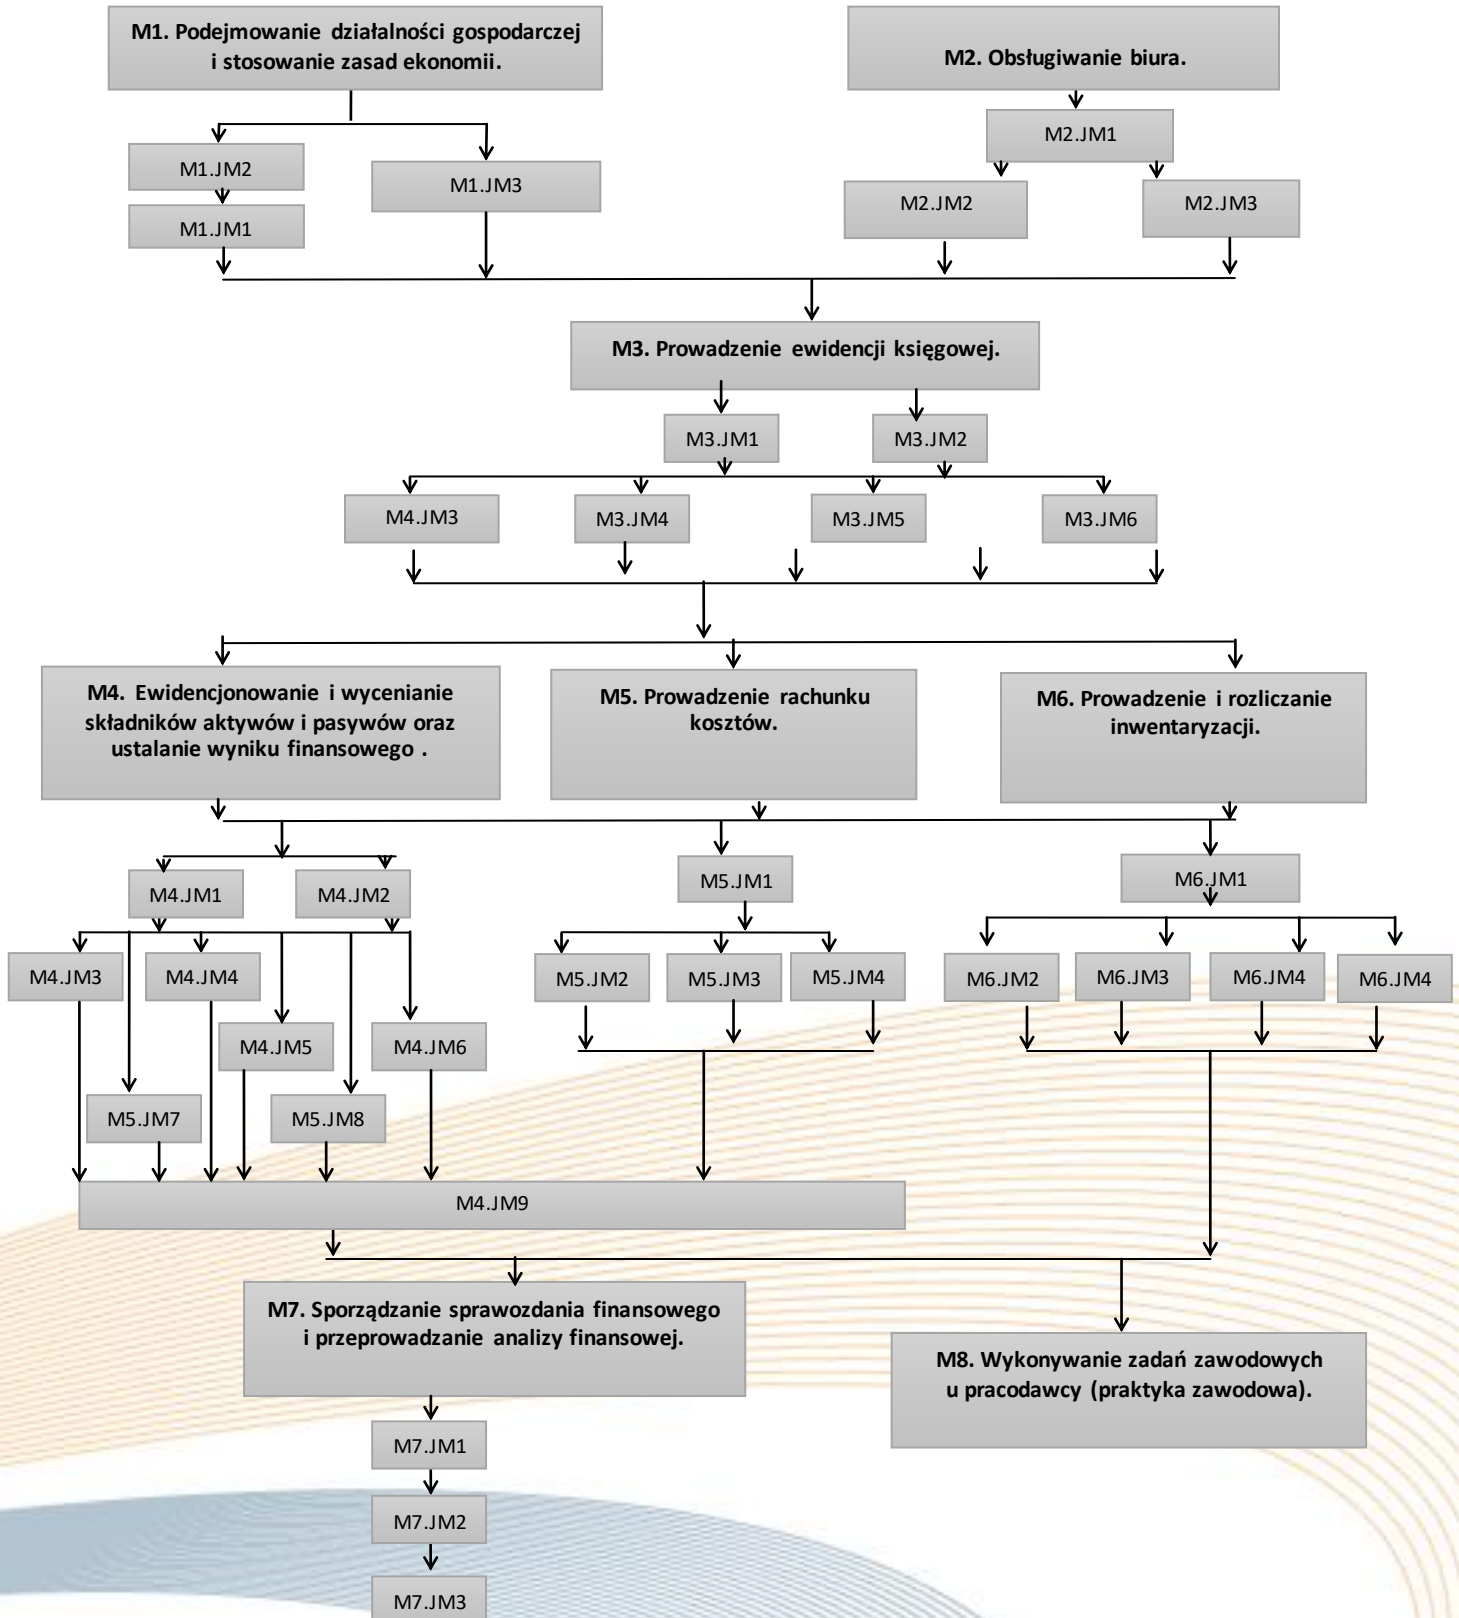 M1. Podejmowanie działalności gospodarczej
i stosowanie zasad ekonomii.
M2. Obsługiwanie biura.
M2.JM1
M1.JM2
M1.JM3
M2.JM2
M2.JM3
M1.JM1
M3. Prowadzenie ewidencji księgowej.
M3.JM1
M3.JM2
M4.JM3
M3.JM4
M3.JM5
M3.JM6
M4. Ewidencjonowanie i wycenianie
składników aktywów i pasywów oraz
ustalanie wyniku finansowego .
M5. Prowadzenie rachunku
kosztów.
M6. Prowadzenie i rozliczanie
inwentaryzacji.
M4.JM1
M4.JM2
M5.JM1
M6.JM1
M4.JM3
M4.JM4
M5.JM2
M5.JM3
M5.JM4
M6.JM2
M6.JM3
M6.JM4
M6.JM4
M4.JM5
M4.JM6
M5.JM7
M5.JM8
M4.JM9
M7. Sporządzanie sprawozdania finansowego
i przeprowadzanie analizy finansowej.
M8. Wykonywanie zadań zawodowych
u pracodawcy (praktyka zawodowa).
M7.JM1
M7.JM2
M7.JM3